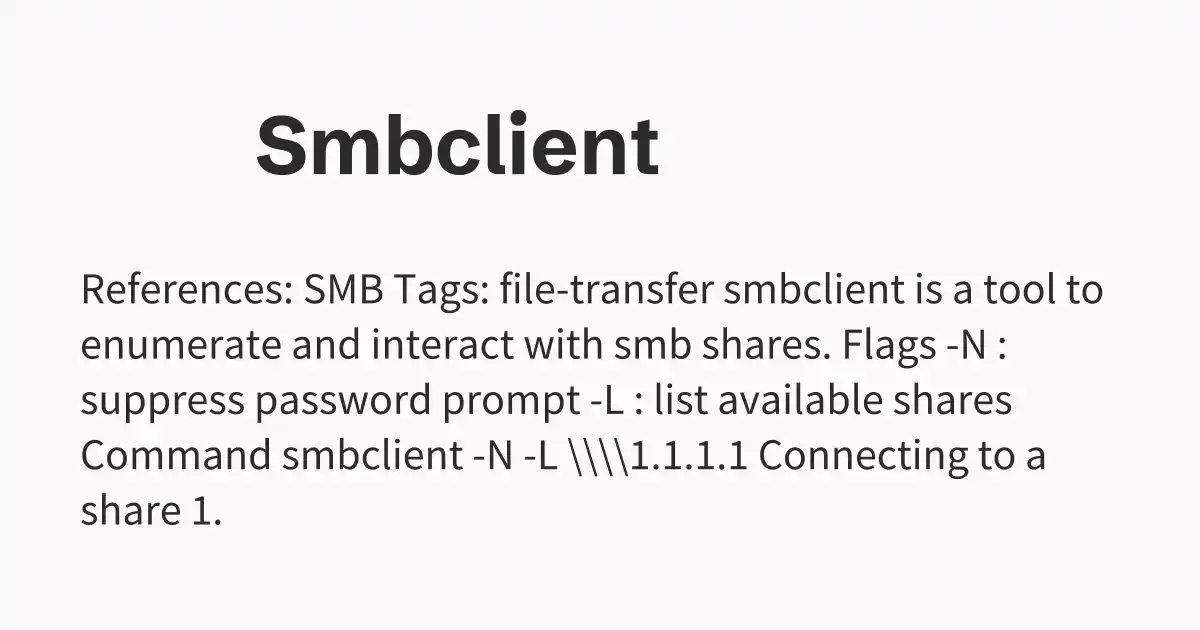 Smbclient
References: SMB Tags: file-transfer smbclient is a tool to
enumerate and interact with smb shares. Flags -N :
suppress password prompt -L : list available shares
Command smbclient -N -L \\\\1.1.1.1 Connecting to a
share 1.